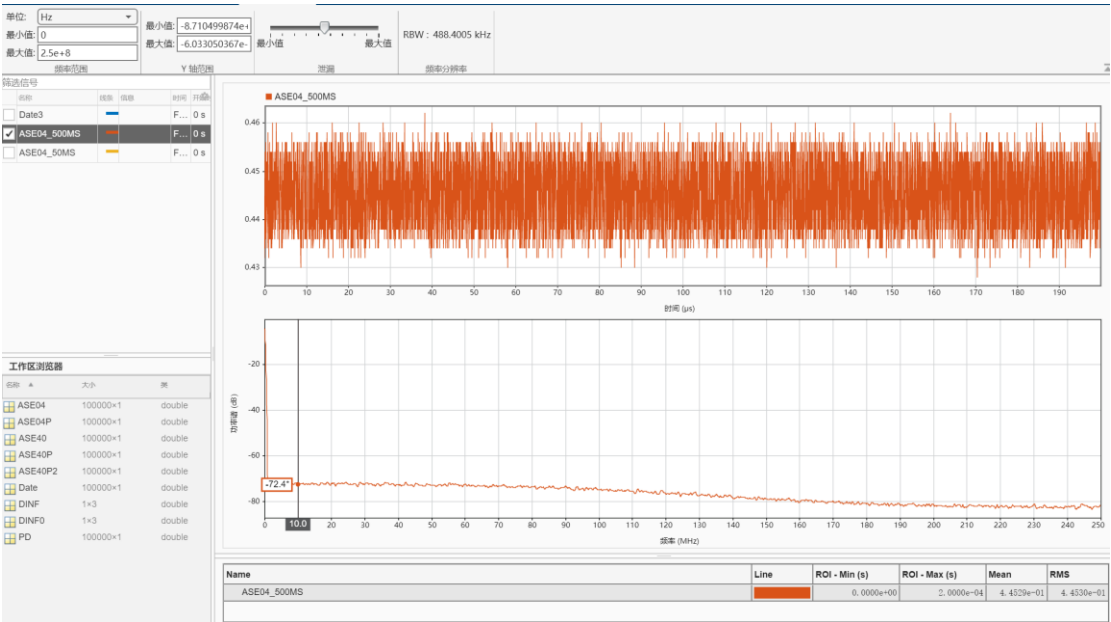 单位: Hz
最小值: 0
最大值: 2.5e+8
频率范围
最小值: -8.710499874e+
最大值: -6.033050367e-
Y 轴范围
最小值 最大值
泄漏
RBW : 488.4005 kHz
频率分辨率
筛选信号
名称 线条 信息 时间
Date3 F... 0 s
ASE04_500MS F... 0 s
ASE04_50MS F... 0 s
工作区浏览器
名称 大小 类
ASE04 100000×1 double
ASE04P 100000×1 double
ASE40 100000×1 double
ASE40P 100000×1 double
ASE40P2 100000×1 double
Date 100000×1 double
DINF 1×3 double
DINF0 1×3 double
PD 100000×1 double
ASE04_500MS
0.46
0.45
0.44
0.43
0 10 20 30 40 50 60 70 80 90 100 110 120 130 140 150 160 170 180 190
时间 (µs)
功率谱 (dB)
-20
-40
-60
-72.4*
-80
0 10.0 20 30 40 50 60 70 80 90 100 110 120 130 140 150 160 170 180 190 200 210 220 230 240 250
频率 (MHz)
Name Line ROI - Min (s) ROI - Max (s) Mean RMS
ASE04_500MS 0.0000e+00 2.0000e-04 4.4529e-01 4.4530e-01